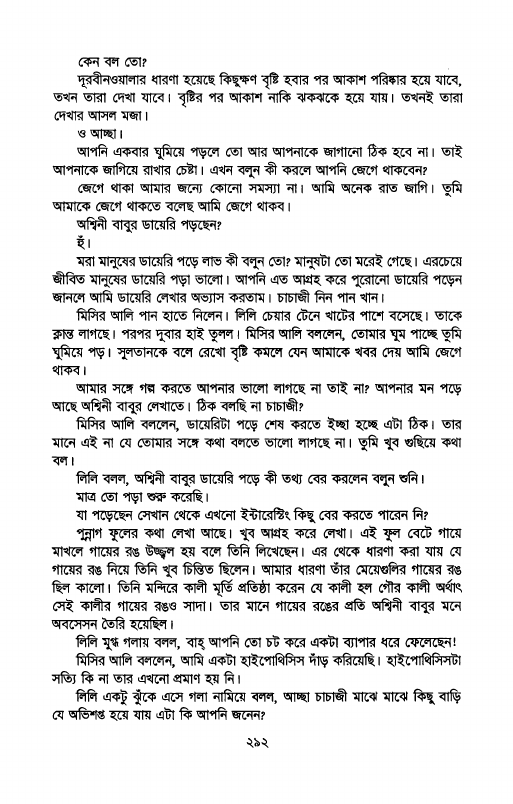 কেন বল তো?
দূরবীনওয়ালার ধারণা হয়েছে কিছুক্ষণ বৃষ্টি হবার পর আকাশ পরিষ্কার হয়ে যাবে,
তখন তারা দেখা যাবে। বৃষ্টির পর আকাশ নাকি ঝকঝকে হয়ে যায়। তখনই তারা
দেখার আসল মজা।
ও আচ্ছা।
আপনি একবার ঘুমিয়ে পড়লে তো আর আপনাকে জাগানো ঠিক হবে না। তাই
আপনাকে জাগিয়ে রাখার চেষ্টা। এখন বলুন কী করলে আপনি জেগে থাকবেন?
জেগে থাকা আমার জন্যে কোনো সমস্যা না। আমি অনেক রাত জাগি। তুমি
আমাকে জেগে থাকতে বলেছ আমি জেগে থাকব।
অশ্বিনী বাবুর ডায়েরি পড়ছেন?
হুঁ।
মরা মানুষের ডায়েরি পড়ে লাভ কী বলুন তো? মানুষটা তো মরেই গেছে। এরচেয়ে
জীবিত মানুষের ডায়েরি পড়া ভালো। আপনি এত আগ্রহ করে পুরোনো ডায়েরি পড়েন
জানলে আমি ডায়েরি লেখার অভ্যাস করতাম। চাচাজী নিন পান খান।
মিসির আলি পান হাতে নিলেন। লিলি চেয়ার টেনে খাটের পাশে বসেছে। তাকে
ক্লান্ত লাগছে। পরপর দুবার হাই তুলল। মিসির আলি বললেন, তোমার ঘুম পাচ্ছে তুমি
ঘুমিয়ে পড়। সুলতানকে বলে রেখো বৃষ্টি কমলে যেন আমাকে খবর দেয় আমি জেগে
থাকব।
আমার সঙ্গে গল্প করতে আপনার ভালো লাগছে না তাই না? আপনার মন পড়ে
আছে অশ্বিনী বাবুর লেখাতে। ঠিক বলছি না চাচাজী?
মিসির আলি বললেন, ডায়েরিটা পড়ে শেষ করতে ইচ্ছা হচ্ছে এটা ঠিক। তার
মানে এই না যে তোমার সঙ্গে কথা বলতে ভালো লাগছে না। তুমি খুব গুছিয়ে কথা
বল।
লিলি বলল, অশ্বিনী বাবুর ডায়েরি পড়ে কী তথ্য বের করলেন বলুন শুনি।
মাত্র তো পড়া শুরু করেছি।
যা পড়েছেন সেখান থেকে এখনো ইন্টারেস্টিং কিছু বের করতে পারেন নি?
পুন্নাগ ফুলের কথা লেখা আছে। খুব আগ্রহ করে লেখা। এই ফুল বেটে গায়ে
মাখলে গায়ের রঙ উজ্জ্বল হয় বলে তিনি লিখেছেন। এর থেকে ধারণা করা যায় যে
গায়ের রঙ নিয়ে তিনি খুব চিন্তিত ছিলেন। আমার ধারণা তাঁর মেয়েগুলির গায়ের রঙ
ছিল কালো। তিনি মন্দিরে কালী মূর্তি প্রতিষ্ঠা করেন যে কালী হল গৌর কালী অর্থাৎ
সেই কালীর গায়ের রঙও সাদা। তার মানে গায়ের রঙের প্রতি অশ্বিনী বাবুর মনে
অবসেসন তৈরি হয়েছিল।
লিলি মুগ্ধ গলায় বলল, বাহ্ আপনি তো চট করে একটা ব্যাপার ধরে ফেলেছেন!
মিসির আলি বললেন, আমি একটা হাইপোথিসিস দাঁড় করিয়েছি। হাইপোথিসিসটা
সত্যি কি না তার এখনো প্রমাণ হয় নি।
লিলি একটু ঝুঁকে এসে গলা নামিয়ে বলল, আচ্ছা চাচাজী মাঝে মাঝে কিছু বাড়ি
যে অভিশপ্ত হয়ে যায় এটা কি আপনি জনেন?
২৯২